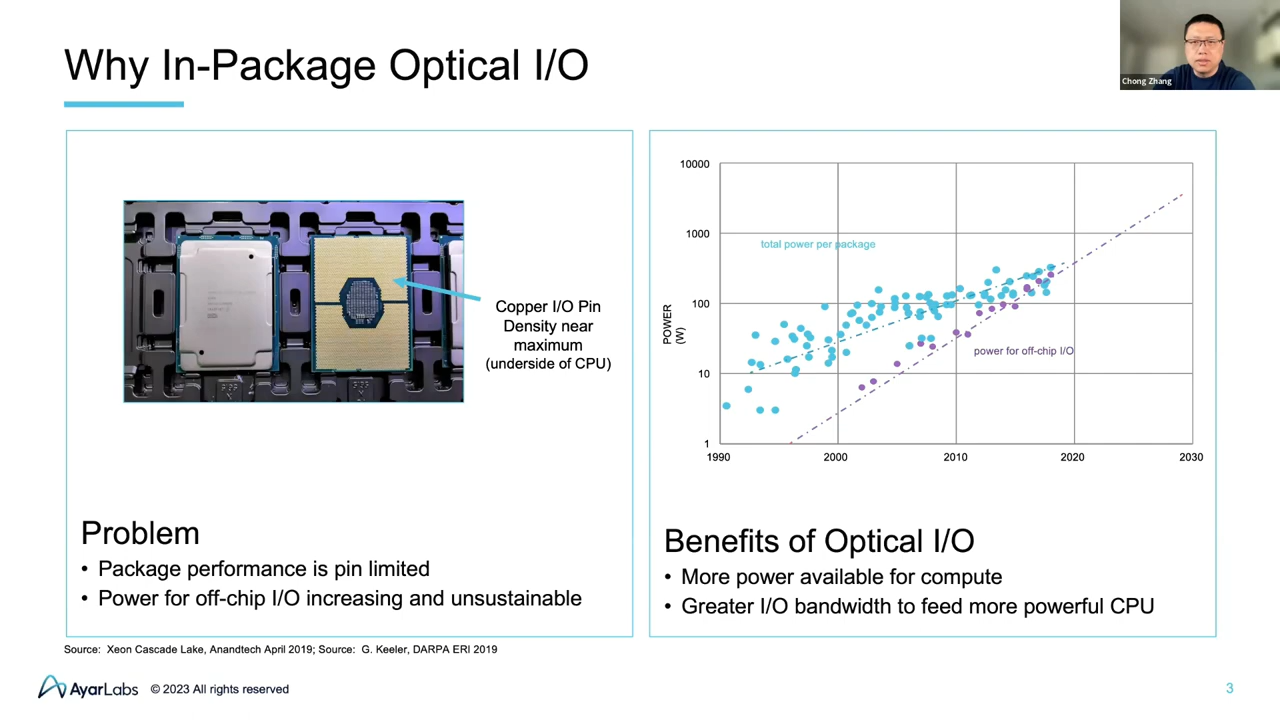 Why In-Package Optical I/O
Chong Zhang
Copper I/O Pin
Density near
maximum
(underside of CPU)
Problem
• Package performance is pin limited
• Power for off-chip I/O increasing and unsustainable
10000
1000
100
10
1
POWER
(W)
total power per package
power for off-chip I/O
1990
2000
2010
2020
2030
Benefits of Optical I/O
• More power available for compute
• Greater I/O bandwidth to feed more powerful CPU
Source: Xeon Cascade Lake, Anandtech April 2019; Source: G. Keeler, DARPA ERI 2019
AyarLabs © 2023 All rights reserved
3